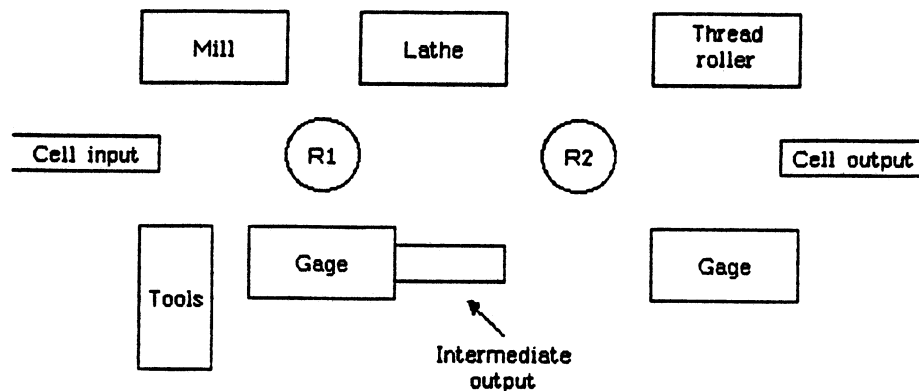 Mill
Lathe
Thread
roller
Cell input
R1
R2
Cell output
Tools
Gage
Gage
Intermediate
output